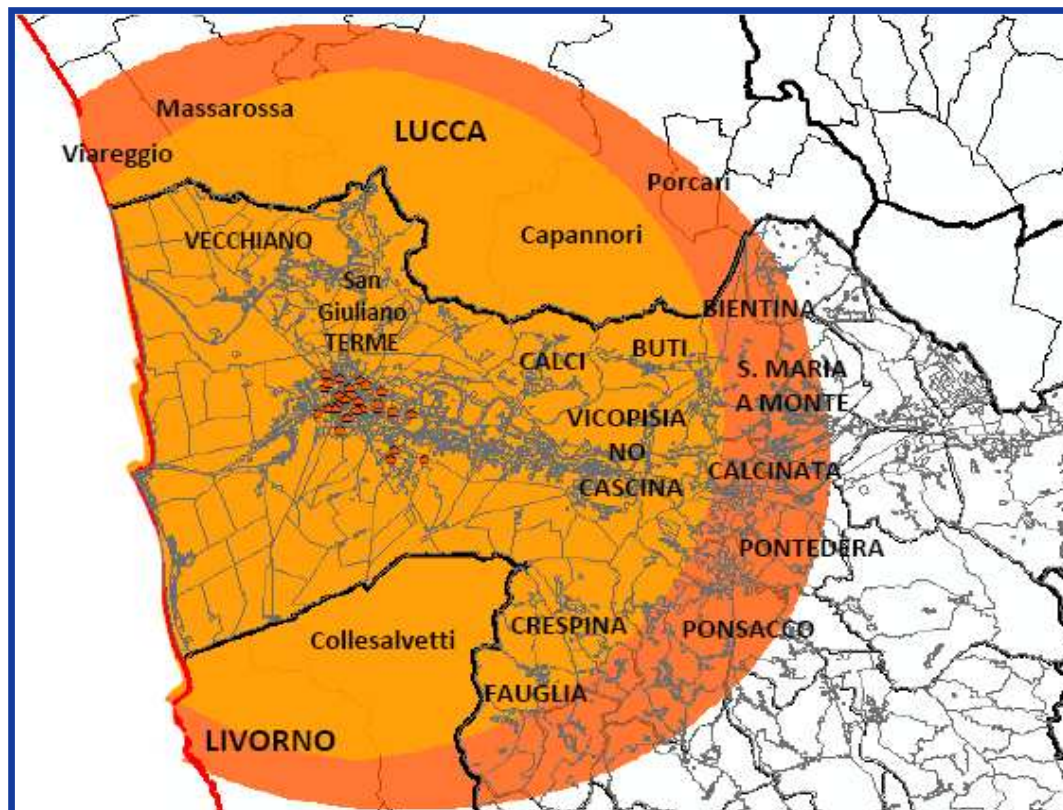 Massarossa
LUCCA
Viareggio
Porcari
VECCHIANO
Capannori
San
Giuliano
TERME
BIENTINA
CALCI
BUTI
S. MARIA
A MONTE
VICOPISIA
NO
CASCINA
CALCINATA
PONTEDERA
Collesalvetti
CRESPINA
PONSACCO
FAUGLIA
LIVORNO